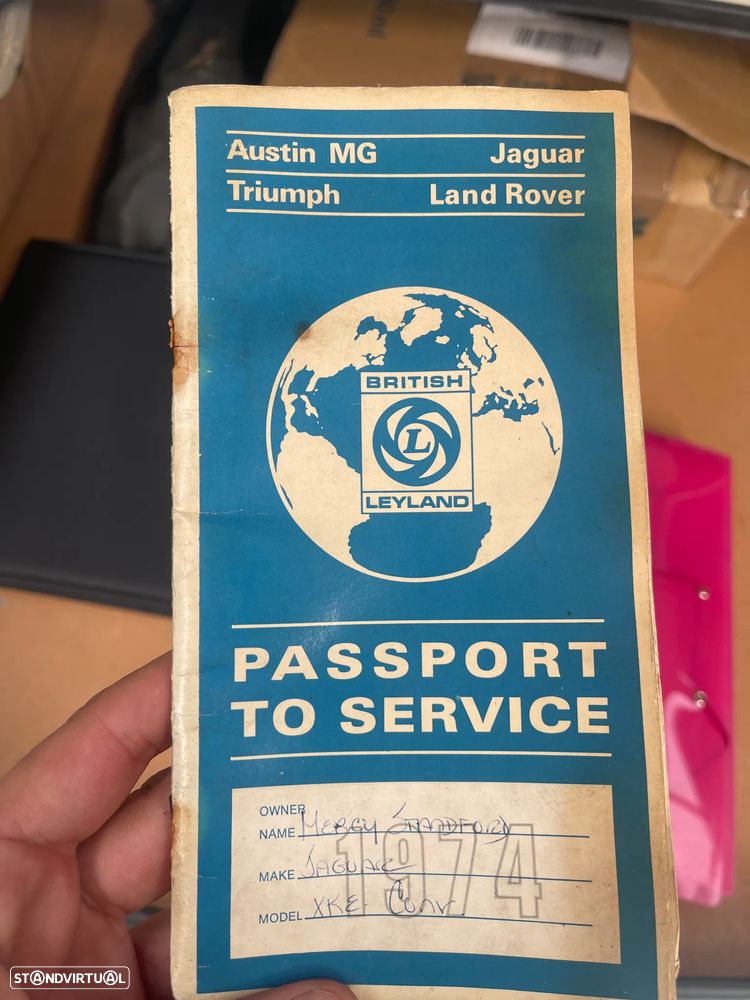 Austin MG Jaguar
Triumph Land Rover
BRITISH
L
LEYLAND
PASSPORT
TO SERVICE
OWNER
NAME
MAKE Jaguar
1974
MODEL XKE Conv
STANDVIRTUAL